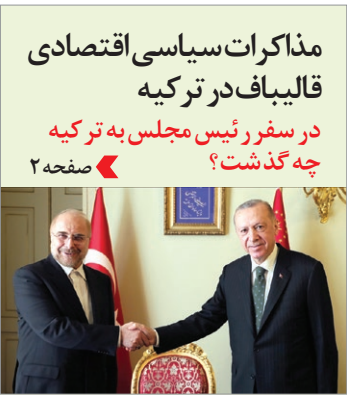 مذاکرات سیاسی اقتصادی
قالیباف در ترکیه
در سفر رئیس مجلس به ترکیه
چه گذشت؟
صفحه ۲